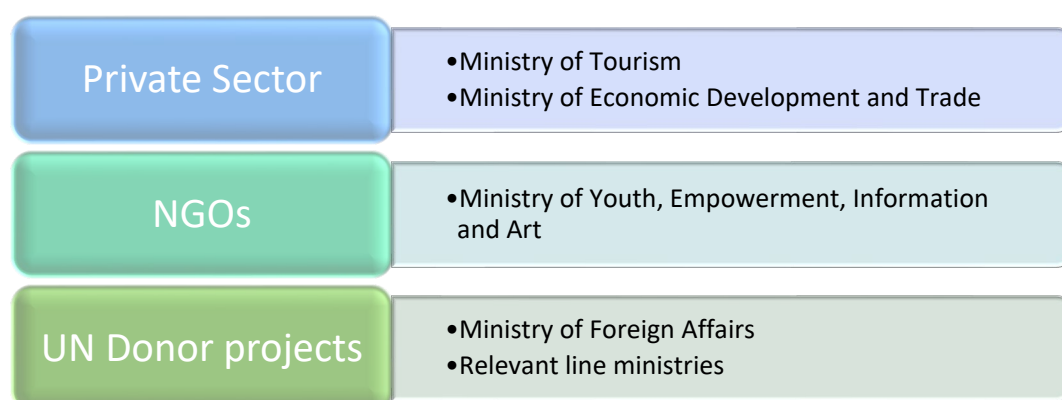 Private Sector
•Ministry of Tourism
•Ministry of Economic Development and Trade
NGOs
•Ministry of Youth, Empowerment, Information
and Art
UN Donor projects
•Ministry of Foreign Affairs
•Relevant line ministries